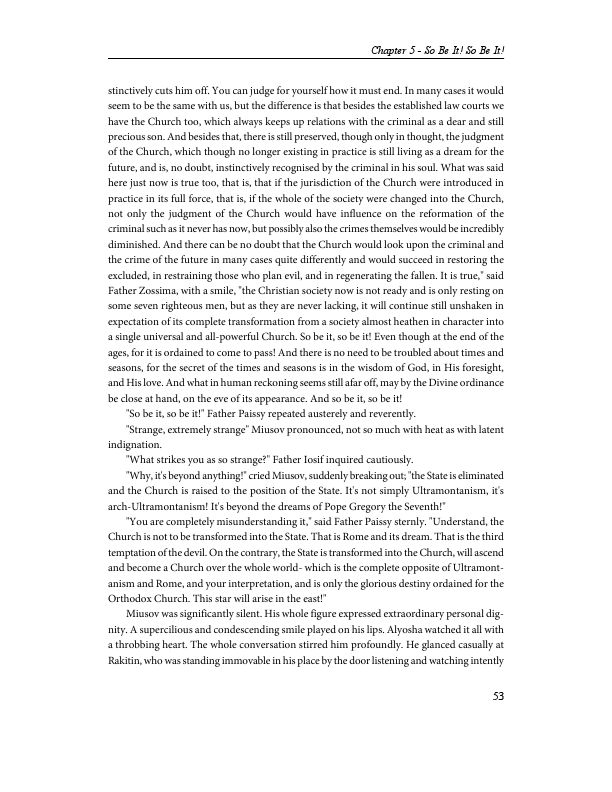 Chapter 5 - So Be It! So Be It!
stinctively cuts him off. You can judge for yourself how it must end. In many cases it would
seem to be the same with us, but the difference is that besides the established law courts we
have the Church too, which always keeps up relations with the criminal as a dear and still
precious son. And besides that, there is still preserved, though only in thought, the judgment
of the Church, which though no longer existing in practice is still living as a dream for the
future, and is, no doubt, instinctively recognised by the criminal in his soul. What was said
here just now is true too, that is, that if the jurisdiction of the Church were introduced in
practice in its full force, that is, if the whole of the society were changed into the Church,
not only the judgment of the Church would have influence on the reformation of the
criminal such as it never has now, but possibly also the crimes themselves would be incredibly
diminished. And there can be no doubt that the Church would look upon the criminal and
the crime of the future in many cases quite differently and would succeed in restoring the
excluded, in restraining those who plan evil, and in regenerating the fallen. It is true," said
Father Zossima, with a smile, "the Christian society now is not ready and is only resting on
some seven righteous men, but as they are never lacking, it will continue still unshaken in
expectation of its complete transformation from a society almost heathen in character into
a single universal and all-powerful Church. So be it, so be it! Even though at the end of the
ages, for it is ordained to come to pass! And there is no need to be troubled about times and
seasons, for the secret of the times and seasons is in the wisdom of God, in His foresight,
and His love. And what in human reckoning seems still afar off, may by the Divine ordinance
be close at hand, on the eve of its appearance. And so be it, so be it!
"So be it, so be it!" Father Paissy repeated austerely and reverently.
"Strange, extremely strange" Miusov pronounced, not so much with heat as with latent
indignation.
"What strikes you as so strange?" Father Iosif inquired cautiously.
"Why, it's beyond anything!" cried Miusov, suddenly breaking out; "the State is eliminated
and the Church is raised to the position of the State. It's not simply Ultramontanism, it's
arch-Ultramontanism! It's beyond the dreams of Pope Gregory the Seventh!"
"You are completely misunderstanding it," said Father Paissy sternly. "Understand, the
Church is not to be transformed into the State. That is Rome and its dream. That is the third
temptation of the devil. On the contrary, the State is transformed into the Church, will ascend
and become a Church over the whole world- which is the complete opposite of Ultramont-
anism and Rome, and your interpretation, and is only the glorious destiny ordained for the
Orthodox Church. This star will arise in the east!"
Miusov was significantly silent. His whole figure expressed extraordinary personal dig-
nity. A supercilious and condescending smile played on his lips. Alyosha watched it all with
a throbbing heart. The whole conversation stirred him profoundly. He glanced casually at
Rakitin, who was standing immovable in his place by the door listening and watching intently
53